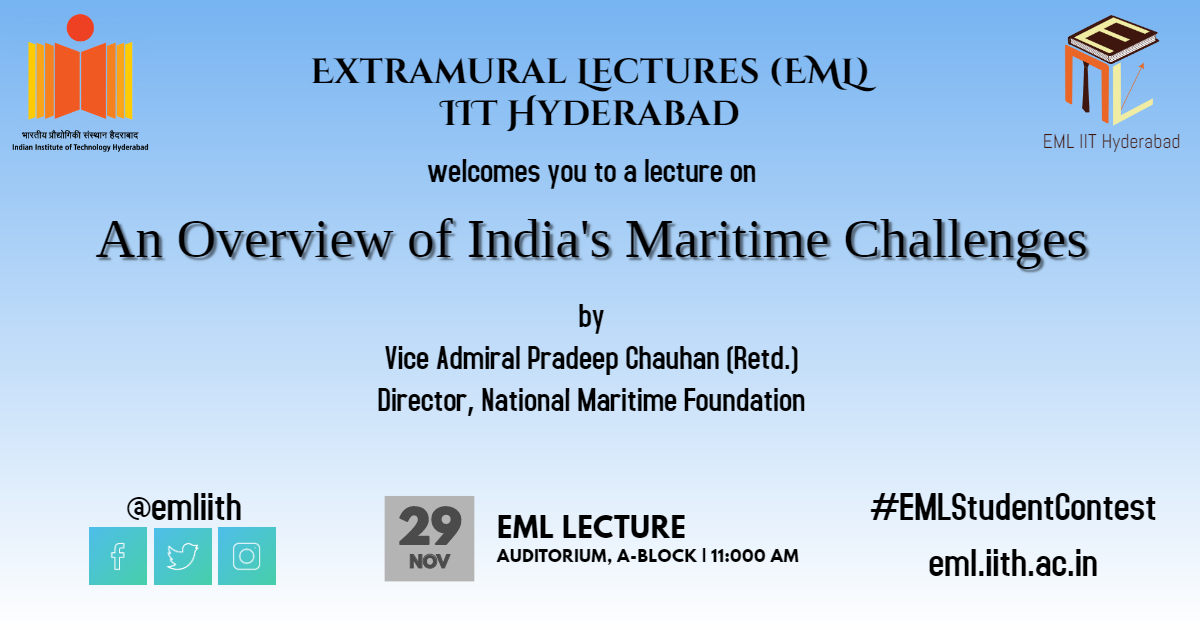 भारतीय प्रौद्योगिकी संस्थान हैदराबाद
Indian Institute of Technology Hyderabad
EML IIT Hyderabad
Extramural Lectures (EML)
IIT Hyderabad
welcomes you to a lecture on
An Overview of India's Maritime Challenges
by
Vice Admiral Pradeep Chauhan (Retd.)
Director, National Maritime Foundation
@emliith
29
NOV
EML LECTURE
AUDITORIUM, A-BLOCK | 11:000 AM
#EMLStudentContest
eml.iith.ac.in